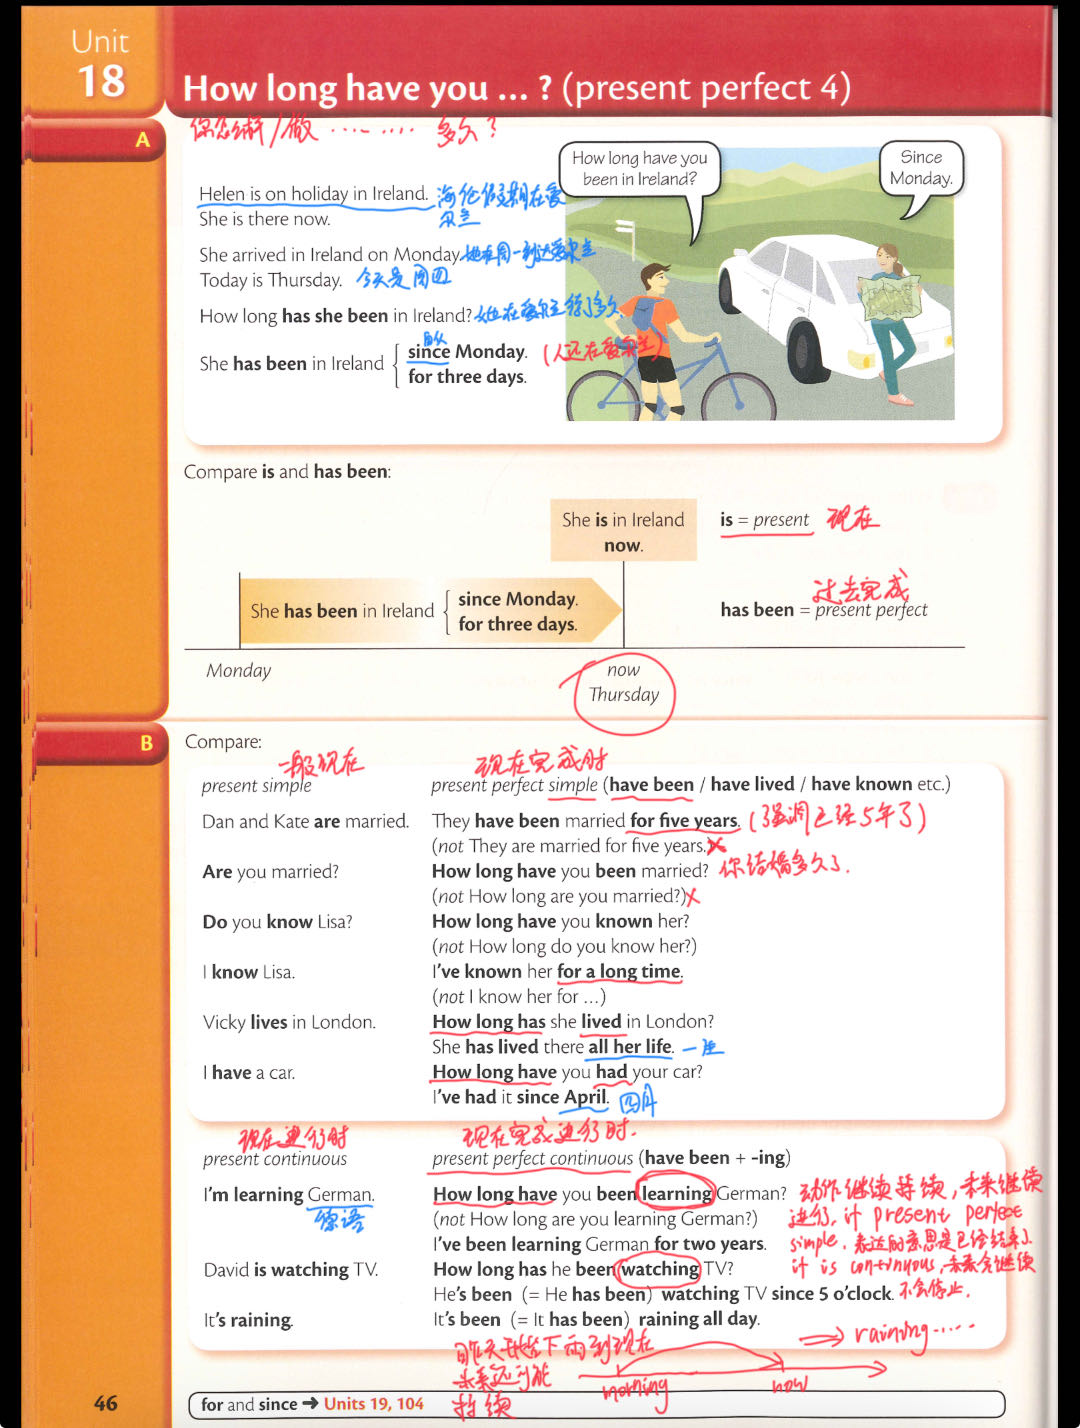 Unit
18
How long have you ... ? (present perfect 4)
你怎样/做 ...... 多久?
A
How long have you
been in Ireland?
Since
Monday.
Helen is on holiday in Ireland. 海伦假期在爱
尔兰
She is there now.
She arrived in Ireland on Monday. 她在周一到达爱尔兰
Today is Thursday. 今天是周四
How long has she been in Ireland? 她在爱尔兰待了多久
自从
She has been in Ireland { since Monday. (人还在爱尔兰)
for three days.
Compare is and has been:
She is in Ireland
now.
is = present 现在
过去完成
She has been in Ireland { since Monday.
for three days.
has been = present perfect
Monday
now
Thursday
B
Compare:
一般现在
现在完成时
present simple
present perfect simple (have been / have lived / have known etc.)
Dan and Kate are married.
They have been married for five years. (强调已经5年了)
(not They are married for five years.)
Are you married?
How long have you been married? 你结婚多久了.
(not How long are you married?)
Do you know Lisa?
How long have you known her?
(not How long do you know her?)
I know Lisa.
I've known her for a long time.
(not I know her for ...)
Vicky lives in London.
How long has she lived in London?
She has lived there all her life. 一生
I have a car.
How long have you had your car?
I've had it since April. 四月
现在进行时
现在完成进行时.
present continuous
present perfect continuous (have been + -ing)
I'm learning German.
德语
How long have you been learning German?
(not How long are you learning German?)
I've been learning German for two years.
动作继续持续,未来继续
进行, if present perfect
simple, 表达的意思是已经结束了.
it is continuous, 未来会继续
不会停止.
David is watching TV.
How long has he been watching TV?
He's been (= He has been) watching TV since 5 o'clock.
It's raining.
It's been (= It has been) raining all day.
昨天开始下雨到现在
未来还可能
持续
raining.....
morning
now
46
for and since ➜ Units 19, 104